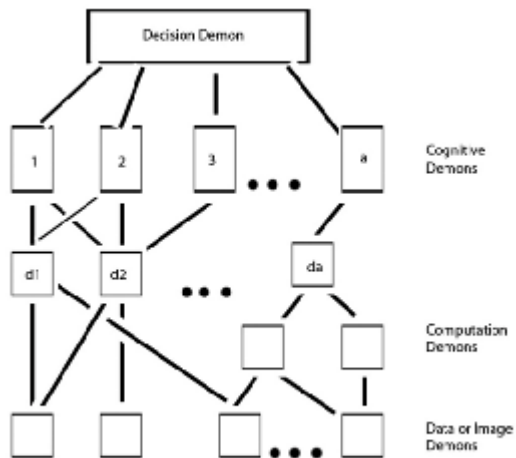 Decision Demon
1 2 3 a
Cognitive
Demons
d1 d2 da
Computation
Demons
Data or Image
Demons